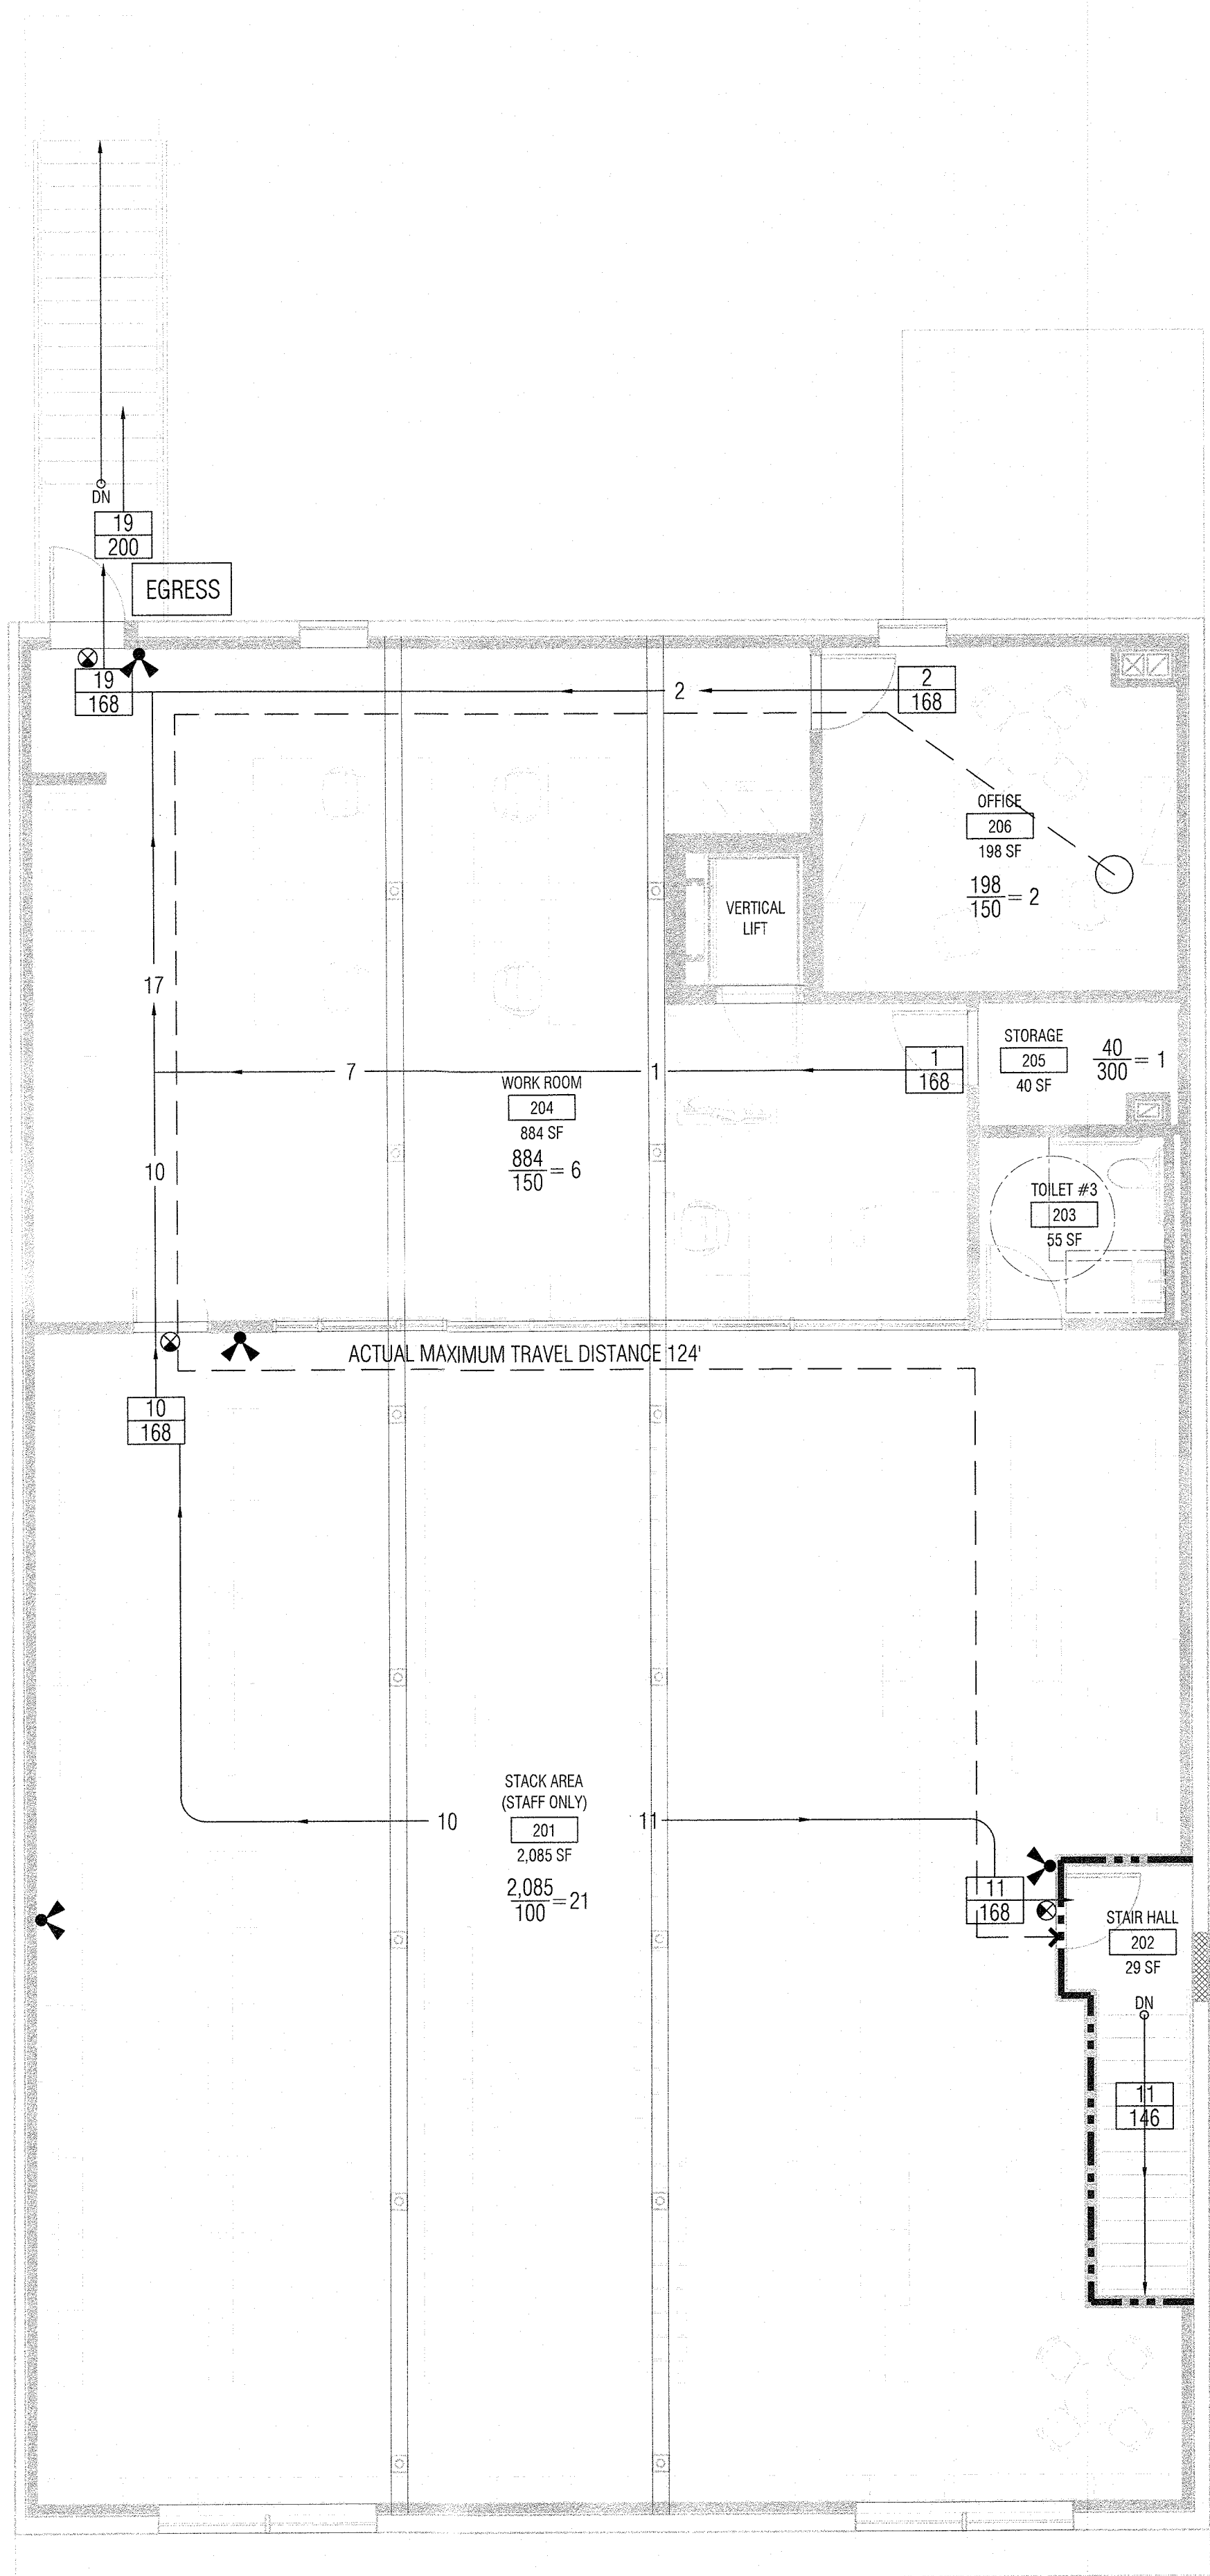 DN
19
200
EGRESS
19
168
2
2
168
OFFICE
206
198 SF
198
150 = 2
VERTICAL
LIFT
17
STORAGE
205
40 SF
40
300 = 1
1
168
7
1
WORK ROOM
204
884 SF
884
150 = 6
10
TOILET #3
203
55 SF
ACTUAL MAXIMUM TRAVEL DISTANCE 124'
10
168
STACK AREA
(STAFF ONLY)
201
2,085 SF
2,085
100 = 21
10
11
11
168
STAIR HALL
202
29 SF
DN
11
146